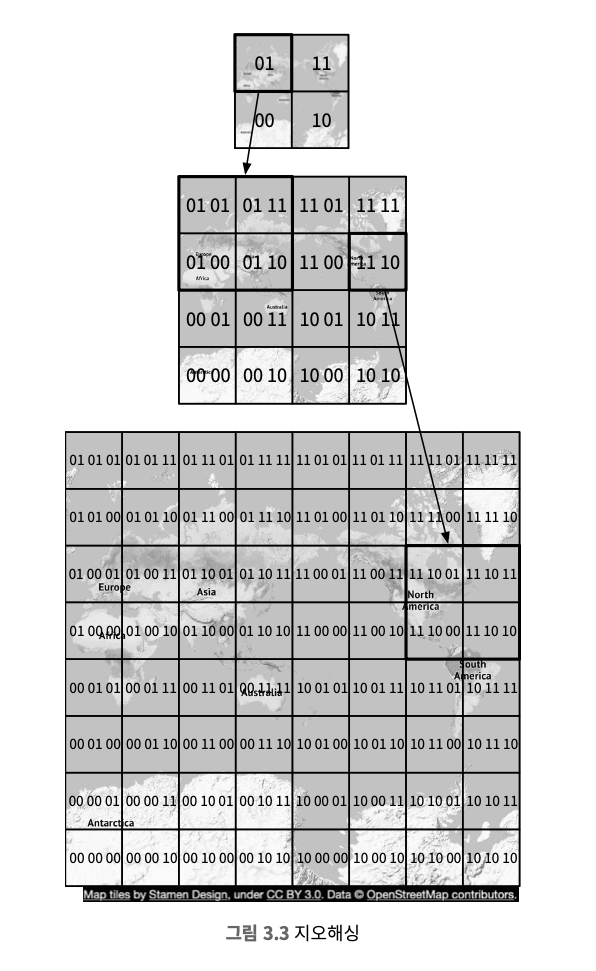 01 11
00 10
01 01 01 11 11 01 11 11
Europe North America
01 00 01 10 11 00 11 10
Africa
South America
Australia
00 01 00 11 10 01 10 11
00 00 00 10 10 00 10 10
01 01 01 01 01 11 01 11 01 01 11 11 11 01 01 11 01 11 11 11 01 11 11 11
01 01 00 01 01 10 01 11 00 01 11 10 11 01 00 11 01 10 11 11 00 11 11 10
01 00 01 01 00 11 01 10 01 01 10 11 11 00 01 11 00 11 11 10 01 11 10 11
Europe Asia North
America
01 00 00 01 00 10 01 10 00 01 10 10 11 00 00 11 00 10 11 10 00 11 10 10
Africa
South
America
00 01 01 00 01 11 00 11 01 00 11 11 10 01 01 10 01 11 10 11 01 10 11 11
Australia
00 01 00 00 01 10 00 11 00 00 11 10 10 01 00 10 01 10 10 11 00 10 11 10
00 00 01 00 00 11 00 10 01 00 10 11 10 00 01 10 00 11 10 10 01 10 10 11
Antarctica
00 00 00 00 00 10 00 10 00 00 10 10 10 00 00 10 00 10 10 10 00 10 10 10
Map tiles by Stamen Design, under CC BY 3.0. Data © OpenStreetMap contributors.
그림 3.3 지오해싱